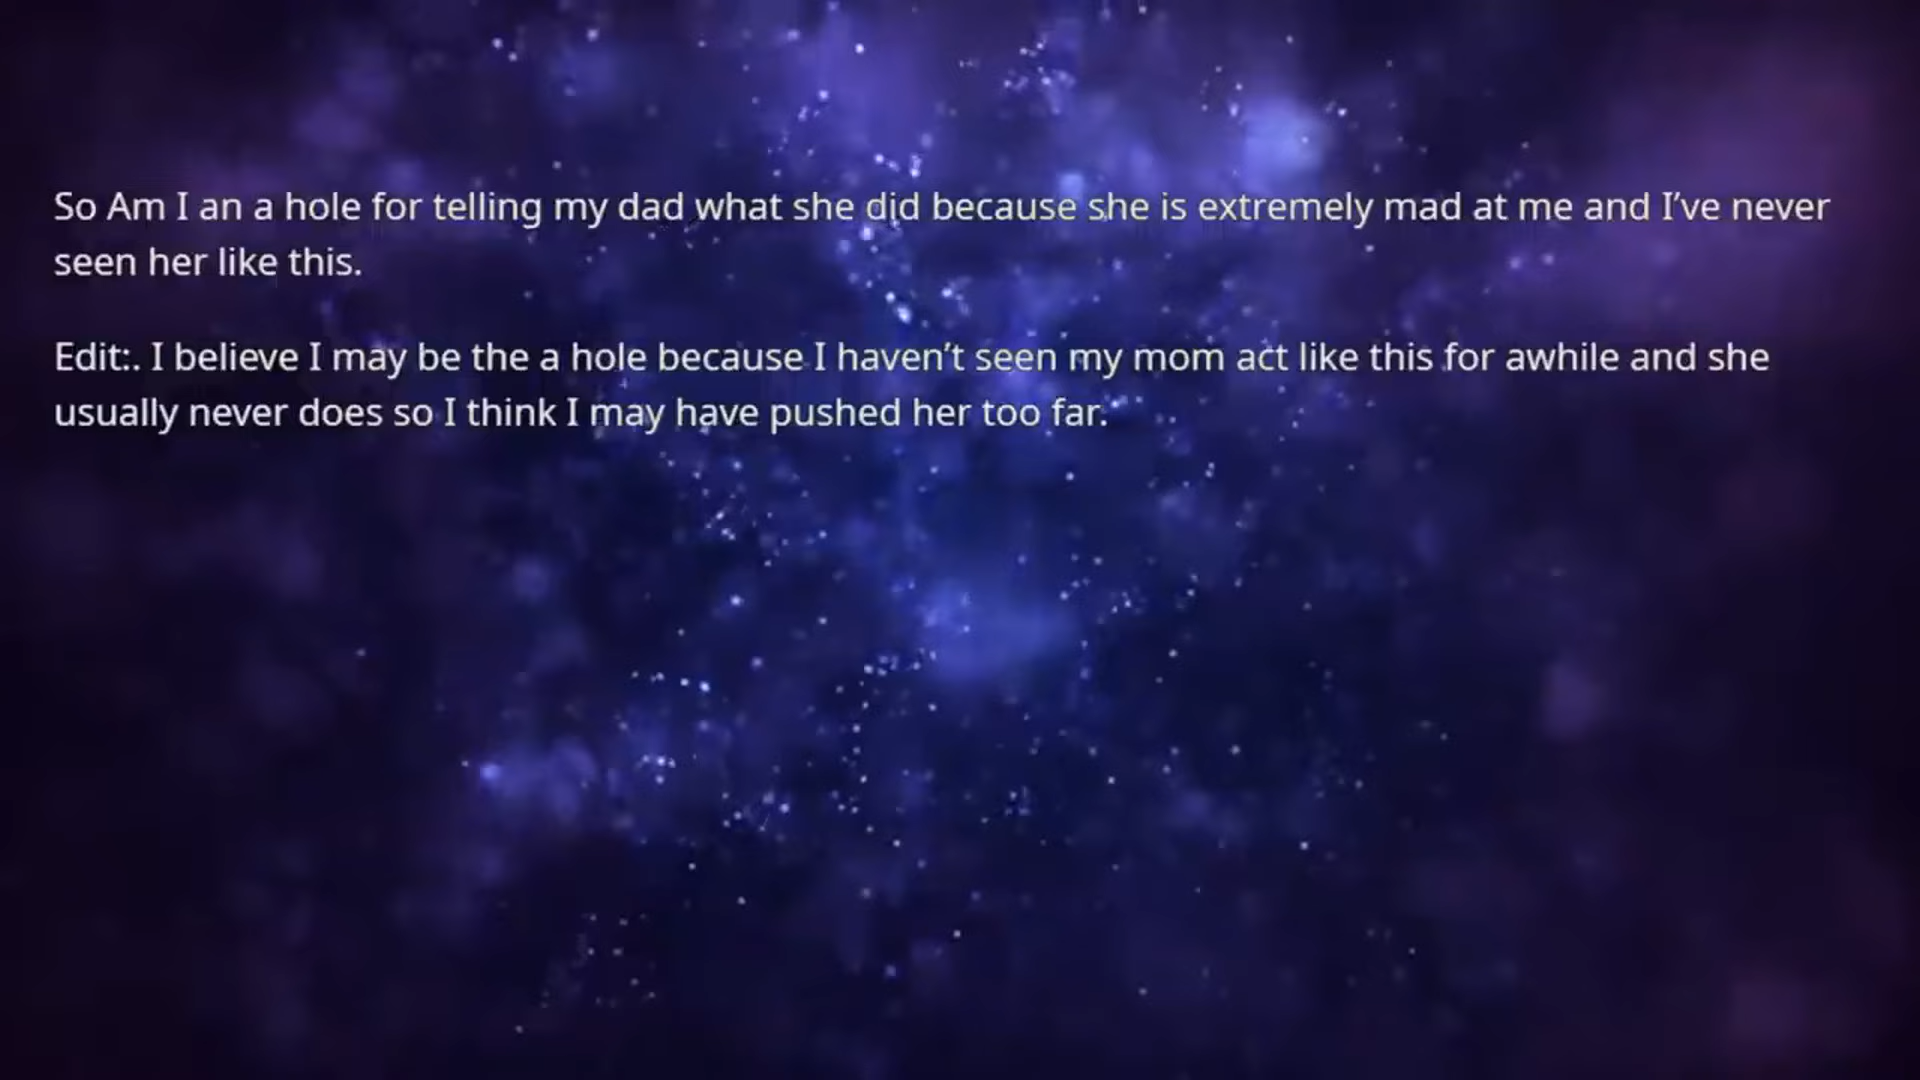 So Am I an a hole for telling my dad what she did because she is extremely mad at me and I’ve never
seen her like this.
Edit:. I believe I may be the a hole because I haven’t seen my mom act like this for awhile and she
usually never does so I think I may have pushed her too far.